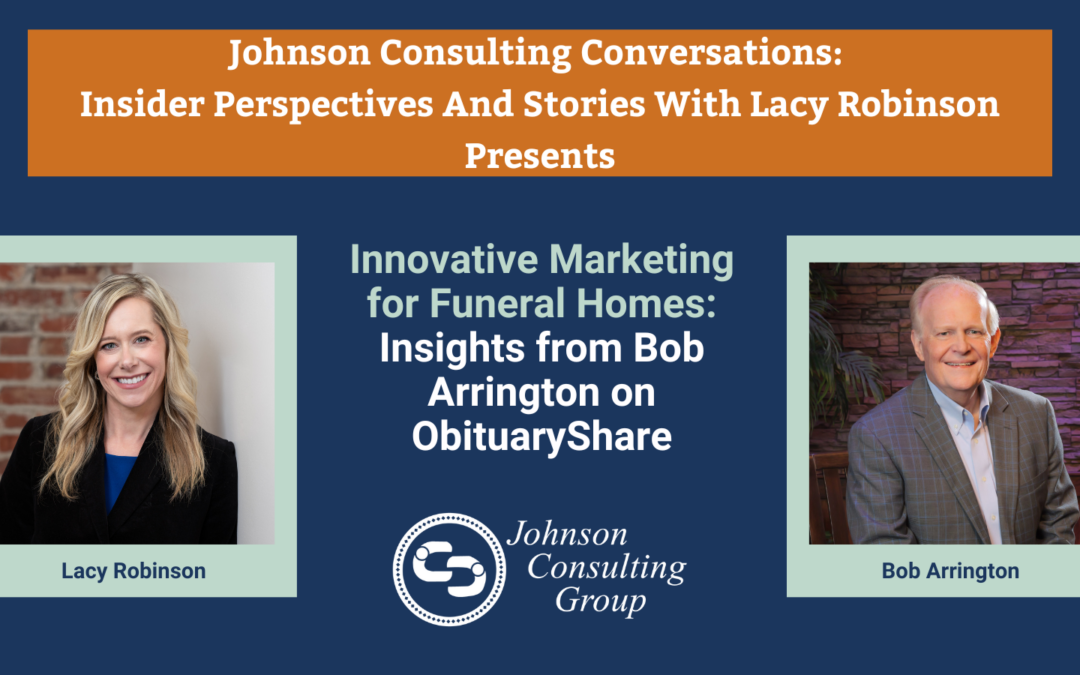 Johnson Consulting Conversations:
Insider Perspectives And Stories With Lacy Robinson
Presents
Innovative Marketing
for Funeral Homes:
Insights from Bob
Arrington on
ObituaryShare
Lacy Robinson
Bob Arrington
Johnson
Consulting
Group